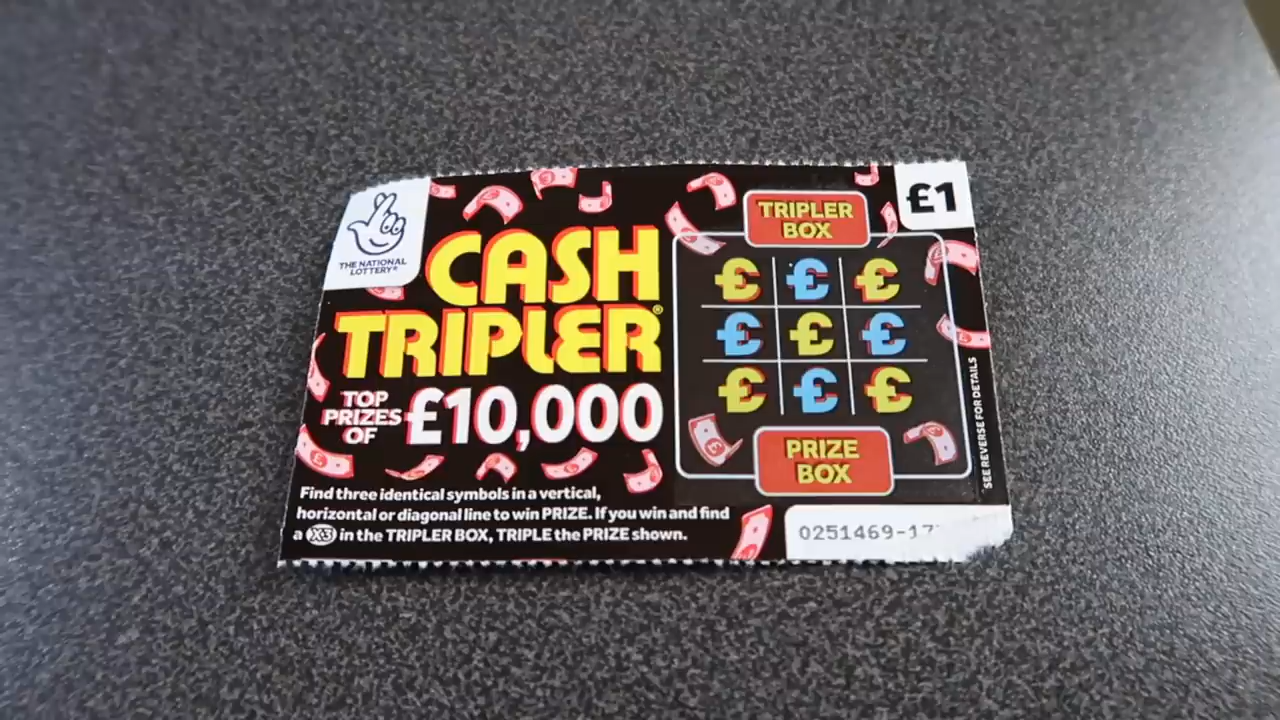 THE NATIONAL
LOTTERY®
CASH
TRIPLER®
TOP
PRIZES
OF
£10,000
Find three identical symbols in a vertical,
horizontal or diagonal line to win PRIZE. If you win and find
a X3 in the TRIPLER BOX, TRIPLE the PRIZE shown.
£1
TRIPLER
BOX
£ £ £
£ £ £
£ £ £
PRIZE
BOX
SEE REVERSE FOR DETAILS
0251469-17